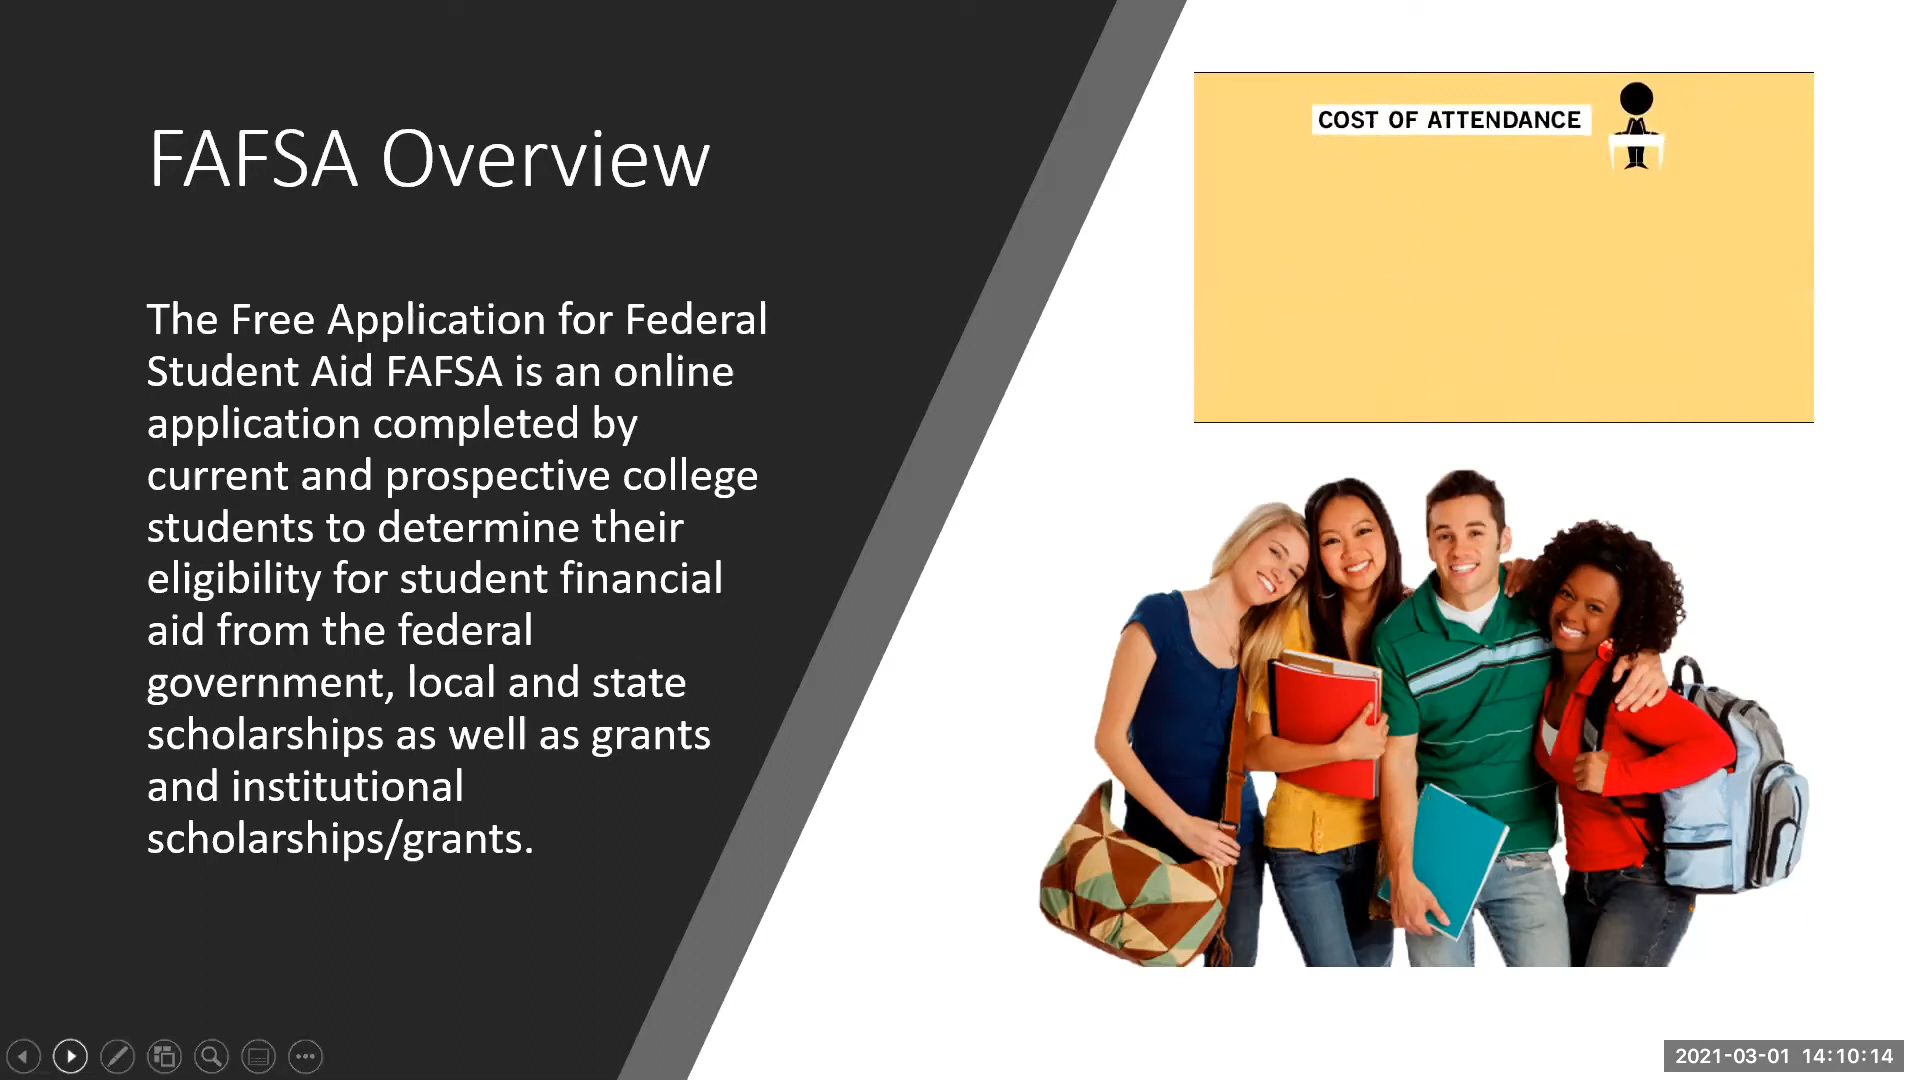 FAFSA Overview
The Free Application for Federal
Student Aid FAFSA is an online
application completed by
current and prospective college
students to determine their
eligibility for student financial
aid from the federal
government, local and state
scholarships as well as grants
and institutional
scholarships/grants.
COST OF ATTENDANCE
2021-03-01 14:10:14